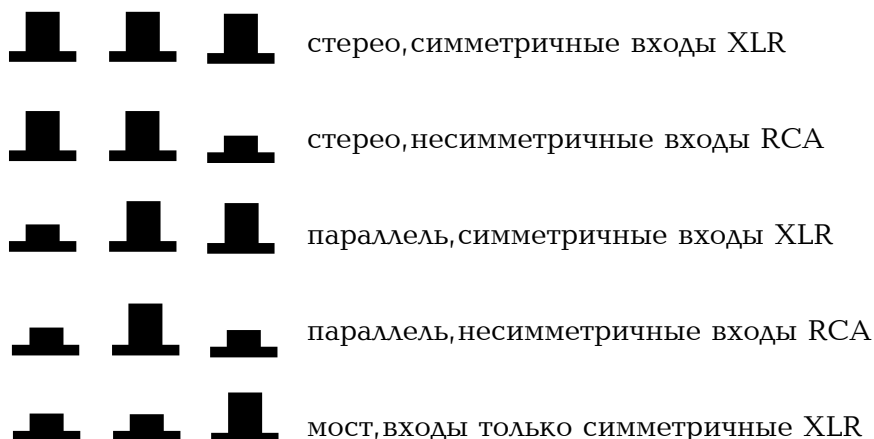 стерео,симметричные входы XLR
стерео,несимметричные входы RCA
параллель,симметричные входы XLR
параллель,несимметричные входы RCA
мост,входы только симметричные XLR